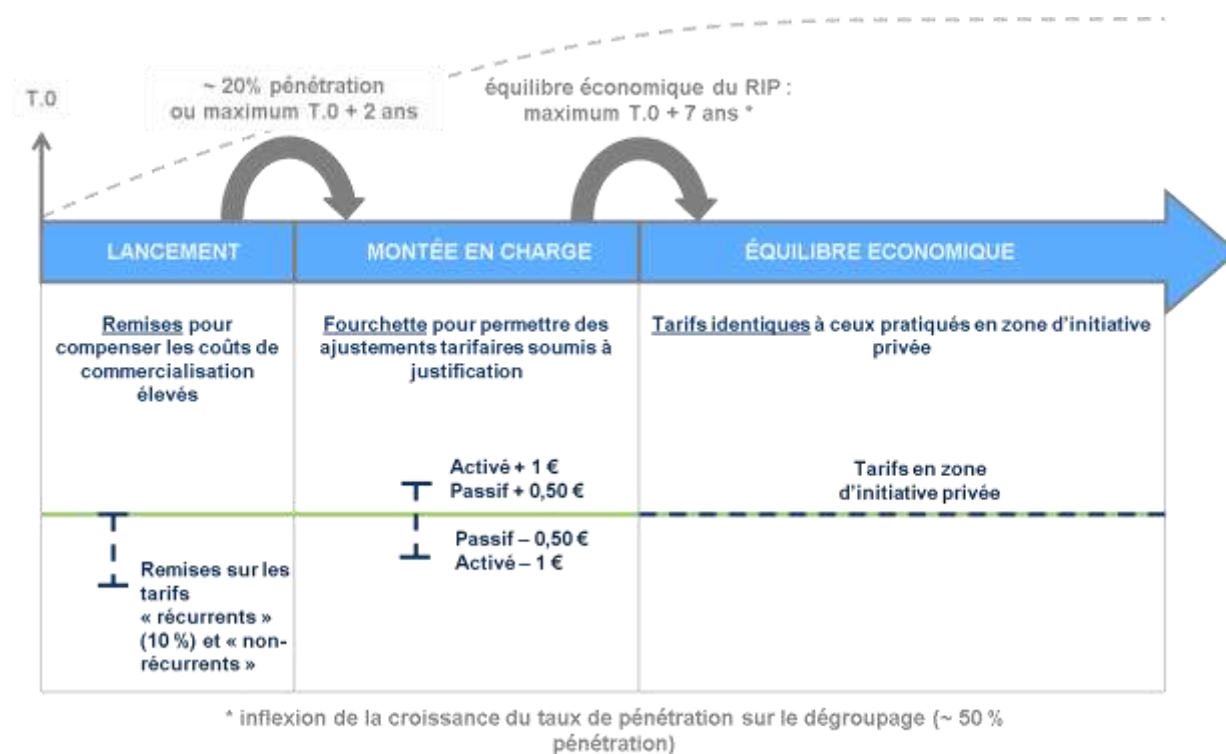 T.0
~ 20% pénétration
ou maximum T.0 + 2 ans
équilibre économique du RIP :
maximum T.0 + 7 ans *
LANCEMENT
MONTÉE EN CHARGE
ÉQUILIBRE ECONOMIQUE
Remises pour
compenser les coûts de
commercialisation
élevés
Fourchette pour permettre des
ajustements tarifaires soumis à
justification
Tarifs identiques à ceux pratiqués en zone d'initiative
privée
Activé + 1 €
Passif + 0,50 €
Tarifs en zone
d'initiative privée
Passif – 0,50 €
Activé – 1 €
Remises sur les
tarifs
« récurrents »
(10 %) et « non-
récurrents »
* inflexion de la croissance du taux de pénétration sur le dégroupage (~ 50 %
pénétration)